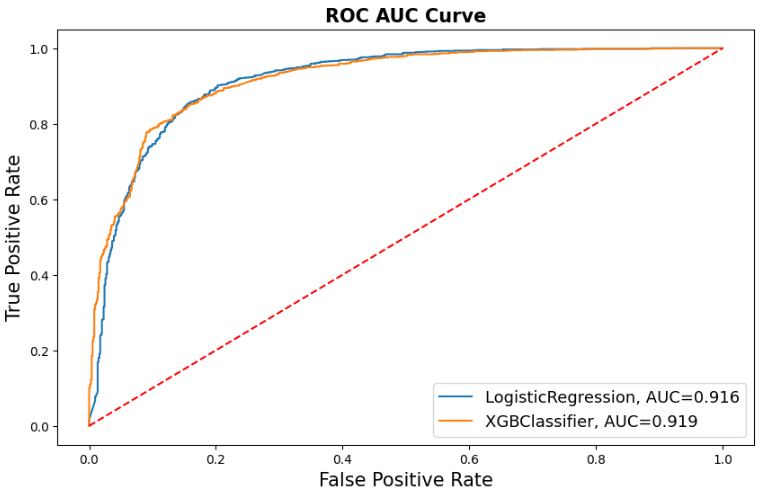 ROC AUC Curve
True Positive Rate
1.0
0.8
0.6
0.4
0.2
0.0
LogisticRegression, AUC=0.916
XGBClassifier, AUC=0.919
0.0 0.2 0.4 0.6 0.8 1.0
False Positive Rate